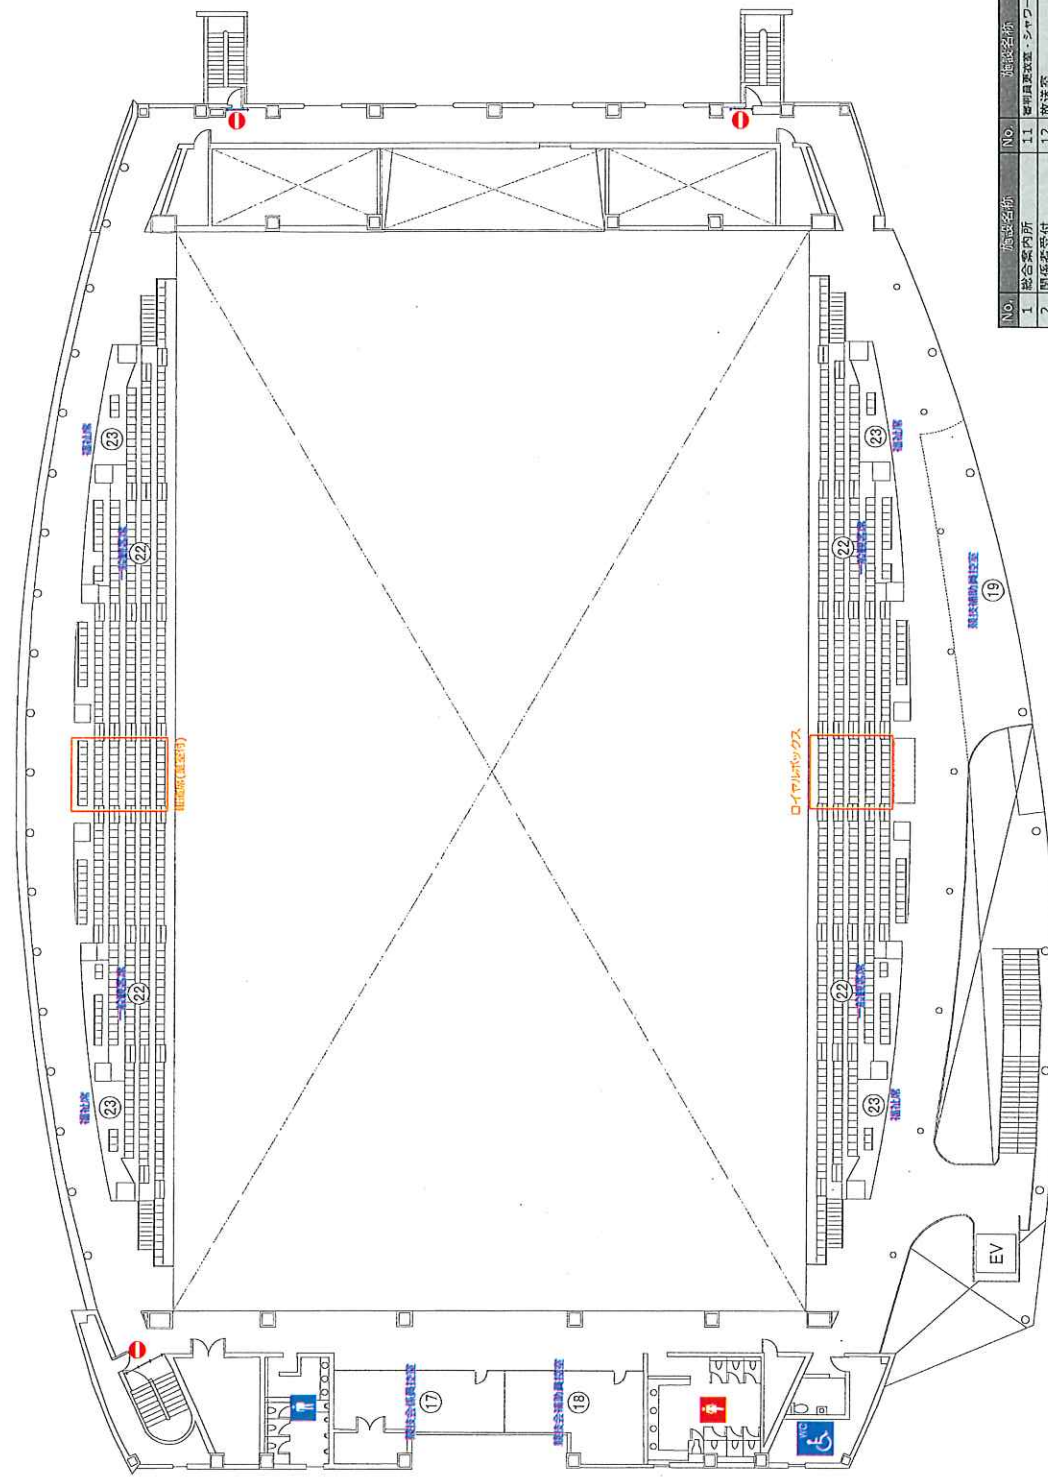 福祉席
23
一般観客席
22
一般観客席
22
福祉席
23
ロイヤルボックス
福祉席
23
一般観客席
22
一般観客席
22
福祉席
23
競技補助員控室
19
EV
競技会係員控室
17
競技会補助員控室
18
WC
No. 施設名称 No. 施設名称
1 総合案内所 11 審判員更衣室・シャワー
2 関係者受付 12 放送室